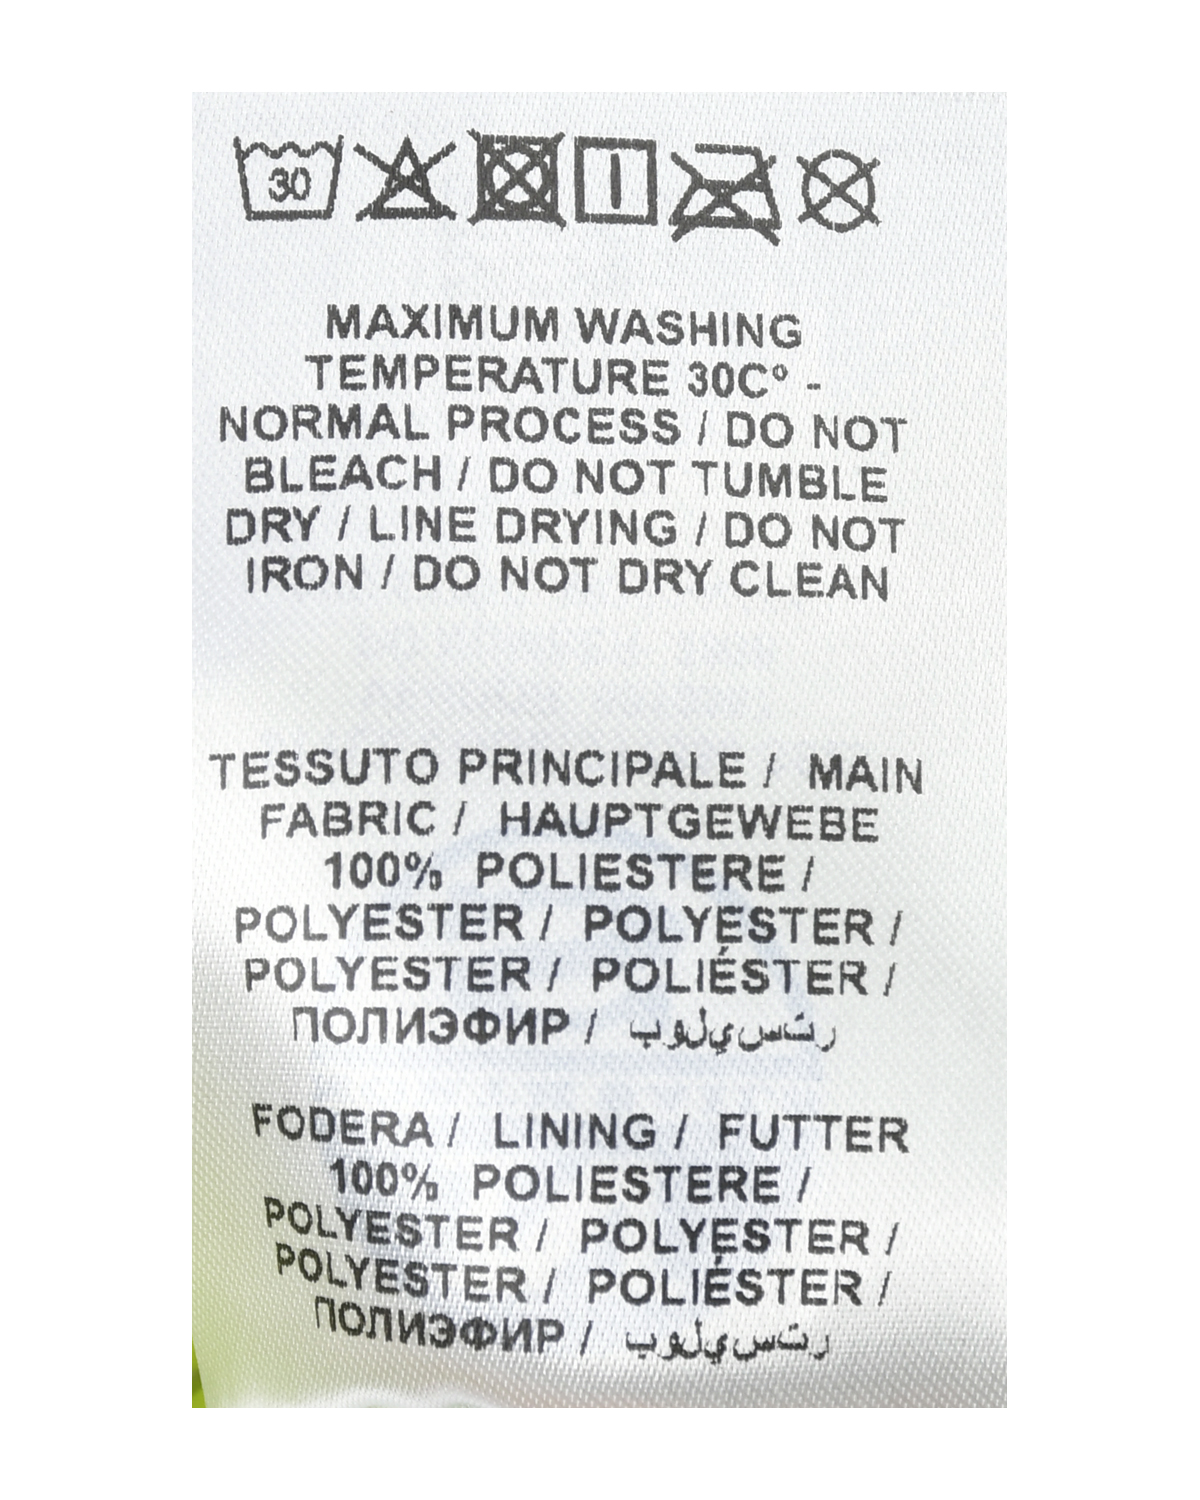 30
MAXIMUM WASHING
TEMPERATURE 30C° -
NORMAL PROCESS / DO NOT
BLEACH / DO NOT TUMBLE
DRY / LINE DRYING / DO NOT
IRON / DO NOT DRY CLEAN
TESSUTO PRINCIPALE / MAIN
FABRIC / HAUPTGEWEBE
100% POLIESTERE /
POLYESTER / POLYESTER /
POLYESTER / POLIÉSTER /
ПОЛИЭФИР / بوليستر
FODERA / LINING / FUTTER
100% POLIESTERE /
POLYESTER / POLYESTER /
POLYESTER / POLIÉSTER /
ПОЛИЭФИР / بوليستر